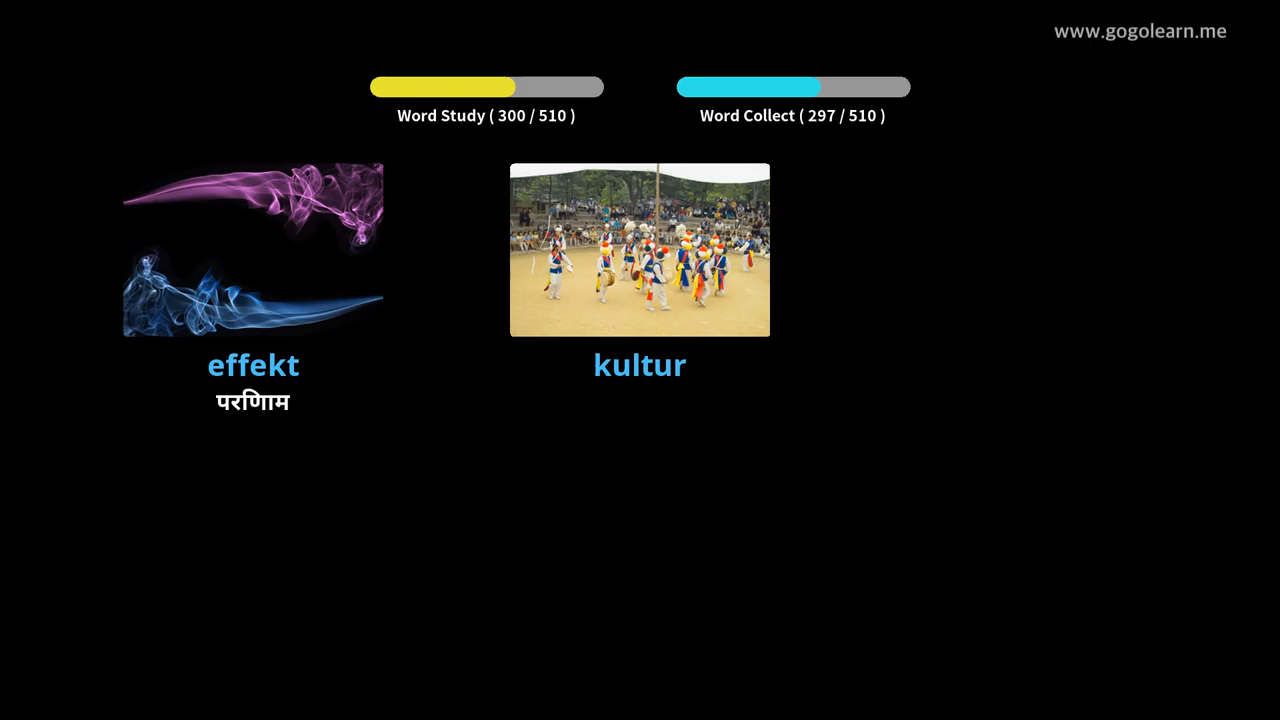 www.gogolearn.me
Word Study ( 300 / 510 )
Word Collect ( 297 / 510 )
effekt
kultur
परिणाम